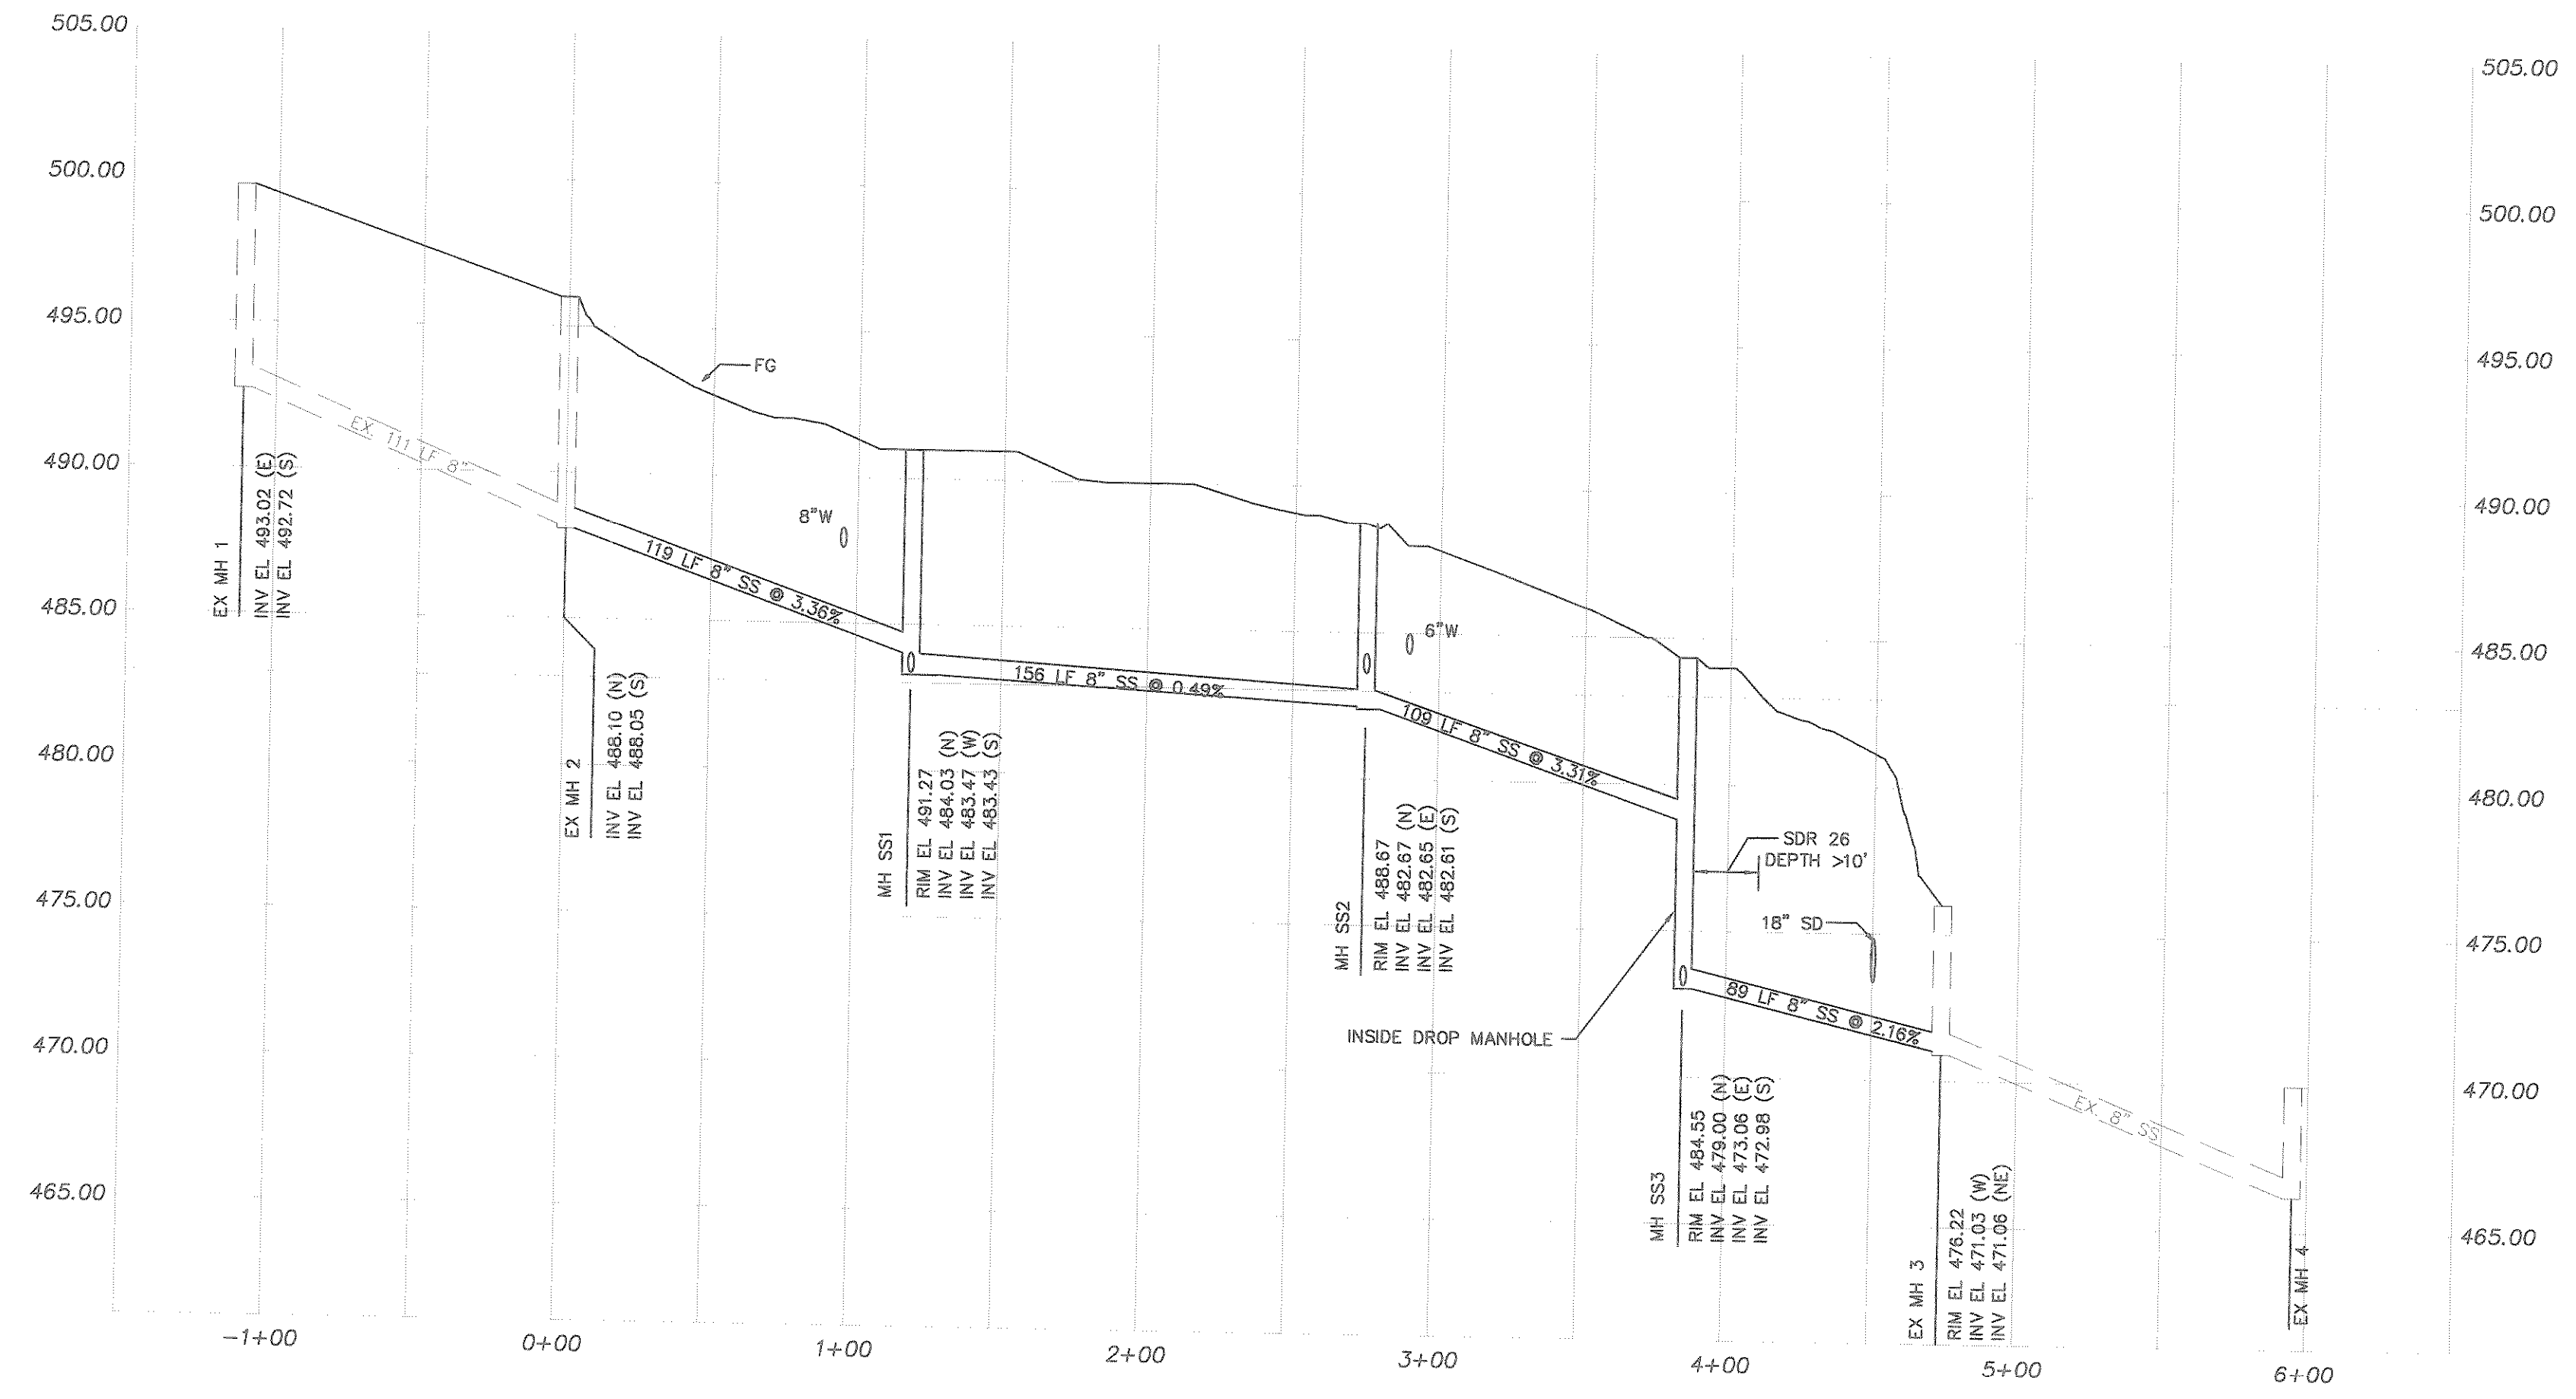 505.00
500.00
495.00
490.00
485.00
480.00
475.00
470.00
465.00
505.00
500.00
495.00
490.00
485.00
480.00
475.00
470.00
465.00
-1+00
0+00
1+00
2+00
3+00
4+00
5+00
6+00
FG
8"W
6"W
EX. 111 LF 8"
119 LF 8" SS @ 3.36%
156 LF 8" SS @ 0.49%
109 LF 8" SS @ 3.31%
89 LF 8" SS @ 2.16%
EX. 8" SS
SDR 26
DEPTH >10'
18" SD
INSIDE DROP MANHOLE
EX MH 1
INV EL 493.02 (E)
INV EL 492.72 (S)
EX MH 2
INV EL 488.10 (N)
INV EL 488.05 (S)
MH SS1
RIM EL 491.27
INV EL 484.03 (N)
INV EL 483.47 (W)
INV EL 483.43 (S)
MH SS2
RIM EL 488.67
INV EL 482.67 (N)
INV EL 482.65 (E)
INV EL 482.61 (S)
MH SS3
RIM EL 484.55
INV EL 479.00 (N)
INV EL 473.06 (E)
INV EL 472.98 (S)
EX MH 3
RIM EL 476.22
INV EL 471.03 (W)
INV EL 471.06 (NE)
EX MH 4